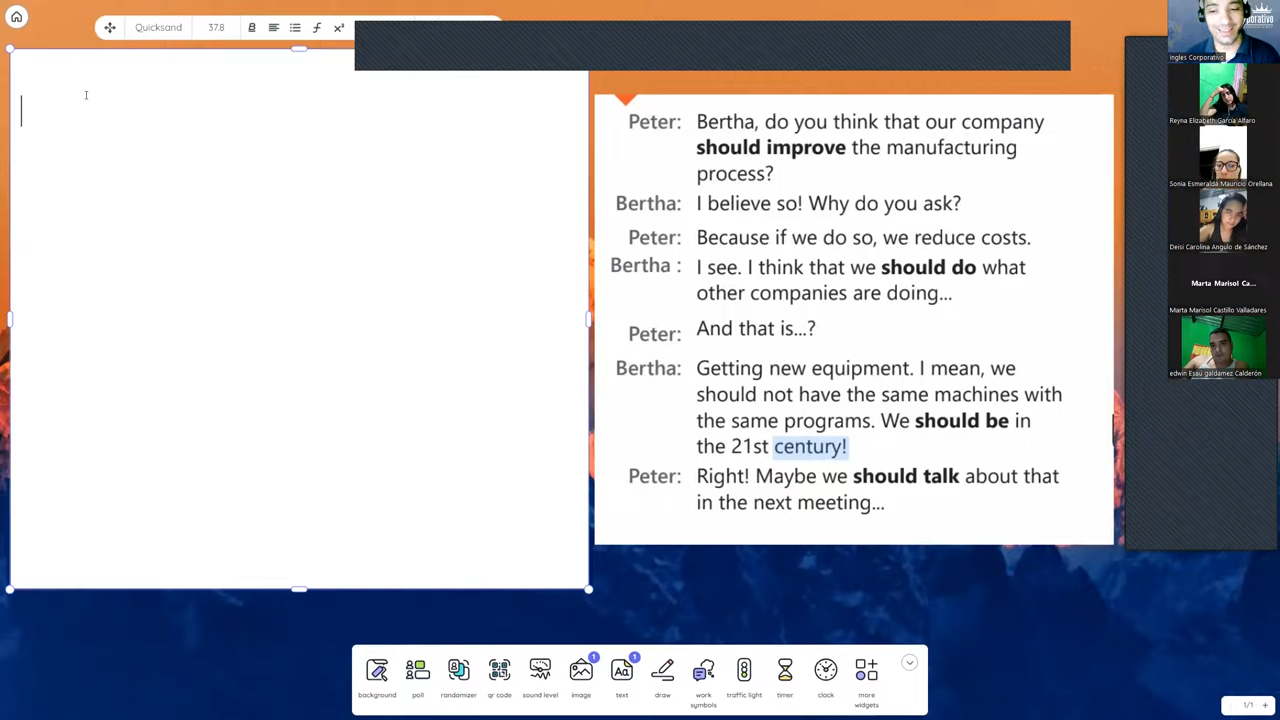 Quicksand 37.8 B f x²
orporativo
Ingles Corporativo
Reyna Elizabeth García Alfaro
Sonia Esmeralda Mauricio Orellana
Deisi Carolina Angulo de Sánchez
Marta Marisol Ca...
Marta Marisol Castillo Valladares
edwin Esaú galdamez Calderón
Peter: Bertha, do you think that our company
should improve the manufacturing
process?
Bertha: I believe so! Why do you ask?
Peter: Because if we do so, we reduce costs.
Bertha : I see. I think that we should do what
other companies are doing...
Peter: And that is...?
Bertha: Getting new equipment. I mean, we
should not have the same machines with
the same programs. We should be in
the 21st century!
Peter: Right! Maybe we should talk about that
in the next meeting...
1 1
Aa
background poll randomizer qr code sound level image text draw work symbols traffic light timer clock more widgets
1/1 +